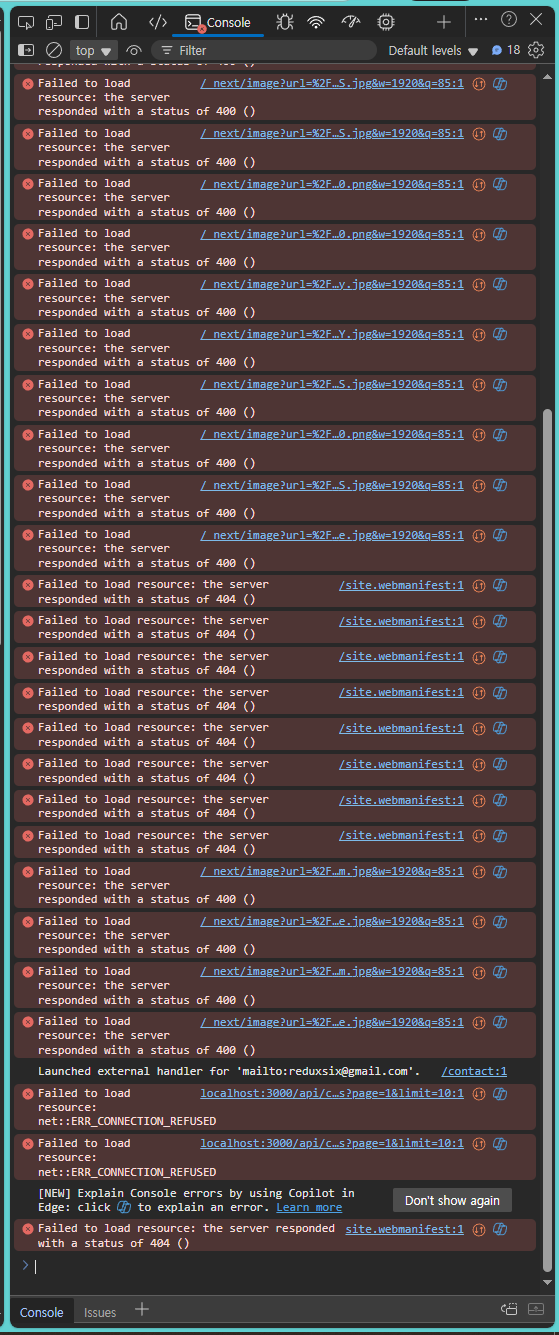 Console
top
Filter
Default levels
18
responded with a status of 400 ()
Failed to load /_next/image?url=%2F…S.jpg&w=1920&q=85:1
resource: the server
responded with a status of 400 ()
Failed to load /_next/image?url=%2F…S.jpg&w=1920&q=85:1
resource: the server
responded with a status of 400 ()
Failed to load /_next/image?url=%2F…0.png&w=1920&q=85:1
resource: the server
responded with a status of 400 ()
Failed to load /_next/image?url=%2F…0.png&w=1920&q=85:1
resource: the server
responded with a status of 400 ()
Failed to load /_next/image?url=%2F…y.jpg&w=1920&q=85:1
resource: the server
responded with a status of 400 ()
Failed to load /_next/image?url=%2F…Y.jpg&w=1920&q=85:1
resource: the server
responded with a status of 400 ()
Failed to load /_next/image?url=%2F…S.jpg&w=1920&q=85:1
resource: the server
responded with a status of 400 ()
Failed to load /_next/image?url=%2F…0.png&w=1920&q=85:1
resource: the server
responded with a status of 400 ()
Failed to load /_next/image?url=%2F…S.jpg&w=1920&q=85:1
resource: the server
responded with a status of 400 ()
Failed to load /_next/image?url=%2F…e.jpg&w=1920&q=85:1
resource: the server
responded with a status of 400 ()
Failed to load resource: the server /site.webmanifest:1
responded with a status of 404 ()
Failed to load resource: the server /site.webmanifest:1
responded with a status of 404 ()
Failed to load resource: the server /site.webmanifest:1
responded with a status of 404 ()
Failed to load resource: the server /site.webmanifest:1
responded with a status of 404 ()
Failed to load resource: the server /site.webmanifest:1
responded with a status of 404 ()
Failed to load resource: the server /site.webmanifest:1
responded with a status of 404 ()
Failed to load resource: the server /site.webmanifest:1
responded with a status of 404 ()
Failed to load resource: the server /site.webmanifest:1
responded with a status of 404 ()
Failed to load /_next/image?url=%2F…m.jpg&w=1920&q=85:1
resource: the server
responded with a status of 400 ()
Failed to load /_next/image?url=%2F…e.jpg&w=1920&q=85:1
resource: the server
responded with a status of 400 ()
Failed to load /_next/image?url=%2F…m.jpg&w=1920&q=85:1
resource: the server
responded with a status of 400 ()
Failed to load /_next/image?url=%2F…e.jpg&w=1920&q=85:1
resource: the server
responded with a status of 400 ()
Launched external handler for 'mailto:reduxsix@gmail.com'. /contact:1
Failed to load localhost:3000/api/c…s?page=1&limit=10:1
resource:
net::ERR_CONNECTION_REFUSED
Failed to load localhost:3000/api/c…s?page=1&limit=10:1
resource:
net::ERR_CONNECTION_REFUSED
[NEW] Explain Console errors by using Copilot in
Edge: click to explain an error. Learn more
Don't show again
Failed to load resource: the server responded site.webmanifest:1
with a status of 404 ()
Console
Issues